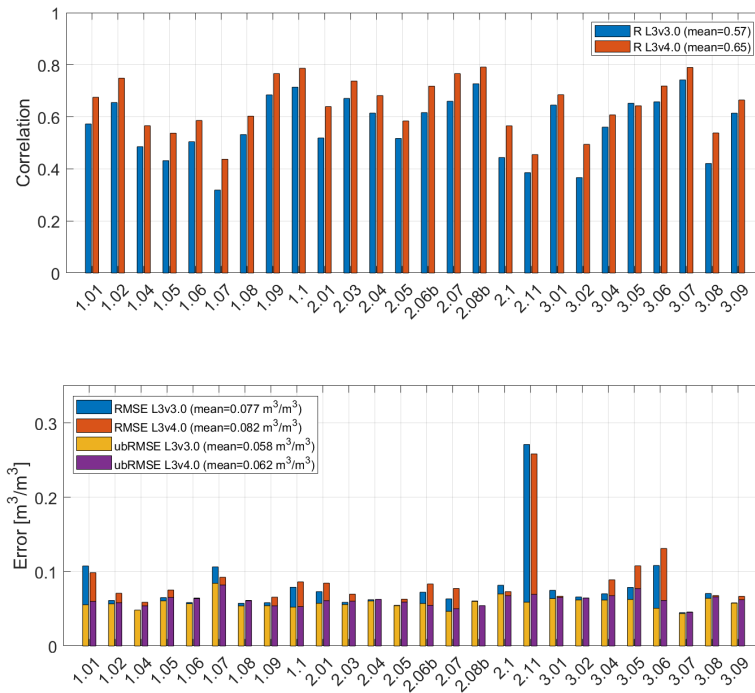 R L3v3.0 (mean=0.57)
R L3v4.0 (mean=0.65)
1
0.8
0.6
0.4
0.2
0
Correlation
1.01 1.02 1.04 1.05 1.06 1.07 1.08 1.09 1.1 2.01 2.03 2.04 2.05 2.06b 2.07 2.08b 2.1 2.11 3.01 3.02 3.04 3.05 3.06 3.07 3.08 3.09
RMSE L3v3.0 (mean=0.077 m³/m³)
RMSE L3v4.0 (mean=0.082 m³/m³)
ubRMSE L3v3.0 (mean=0.058 m³/m³)
ubRMSE L3v4.0 (mean=0.062 m³/m³)
0.3
0.2
0.1
0
Error [m³/m³]
1.01 1.02 1.04 1.05 1.06 1.07 1.08 1.09 1.1 2.01 2.03 2.04 2.05 2.06b 2.07 2.08b 2.1 2.11 3.01 3.02 3.04 3.05 3.06 3.07 3.08 3.09